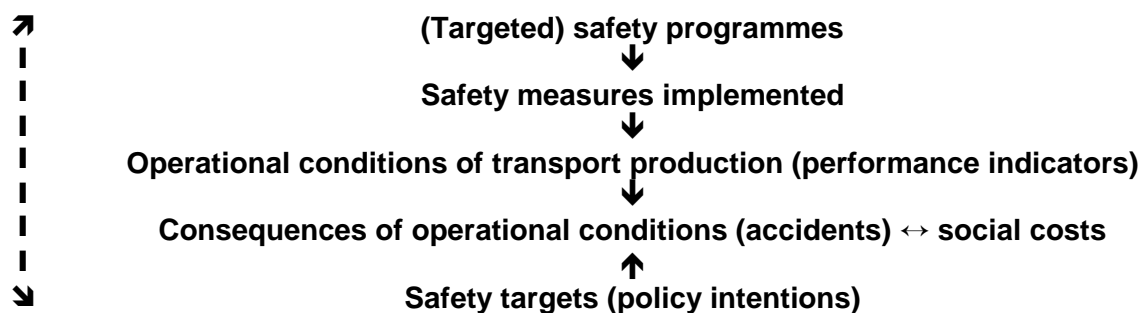 (Targeted) safety programmes
Safety measures implemented
Operational conditions of transport production (performance indicators)
Consequences of operational conditions (accidents) ↔ social costs
Safety targets (policy intentions)